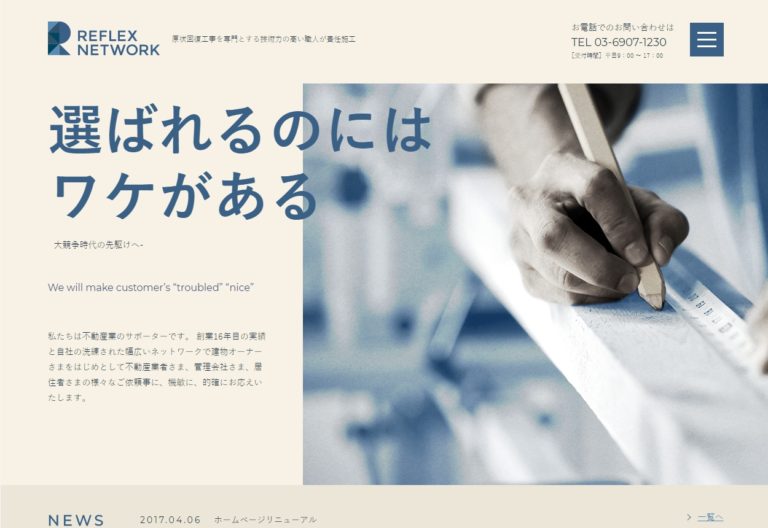 REFLEX
NETWORK
原状回復工事を専門とする技術力の高い職人が責任施工
お電話でのお問い合わせは
TEL 03-6907-1230
[受付時間] 平日9:00～17:00
選ばれるのには
ワケがある
大競争時代の先駆けへ-
We will make customer's "troubled" "nice"
私たちは不動産業のサポーターです。 創業16年目の実績
と自社の洗練された幅広いネットワークで建物オーナー
さまをはじめとして不動産業者さま、管理会社さま、居
住者さまの様々なご依頼事に、機敏に、的確にお応えい
たします。
NEWS
2017.04.06 ホームページリニューアル
一覧へ